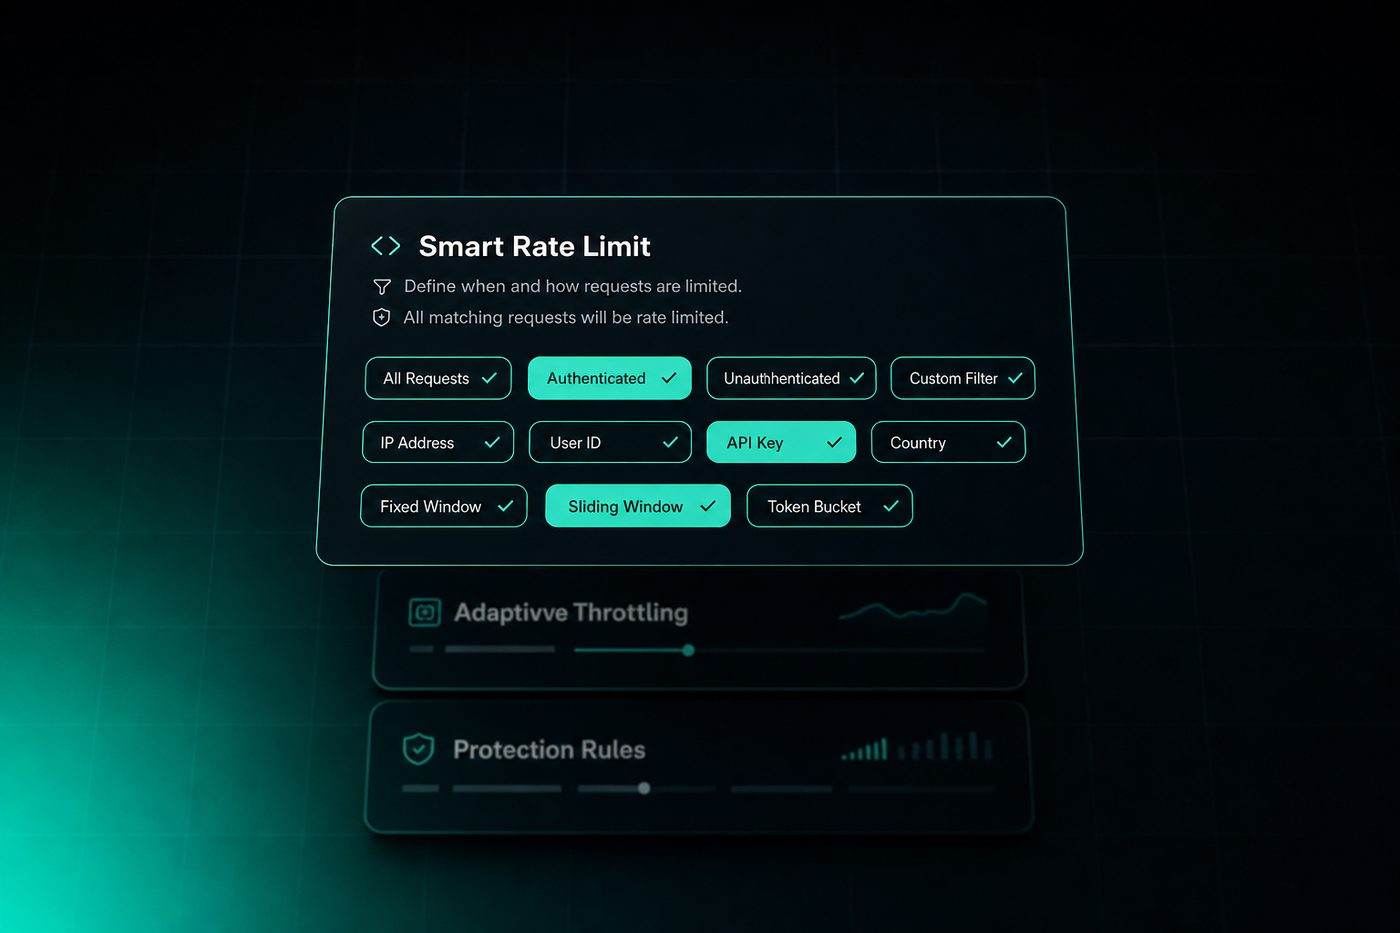 Smart Rate Limit
Define when and how requests are limited.
All matching requests will be rate limited.
All Requests Authenticated Unauthhenticated Custom Filter
IP Address User ID API Key Country
Fixed Window Sliding Window Token Bucket
Adaptivve Throttling
Protection Rules